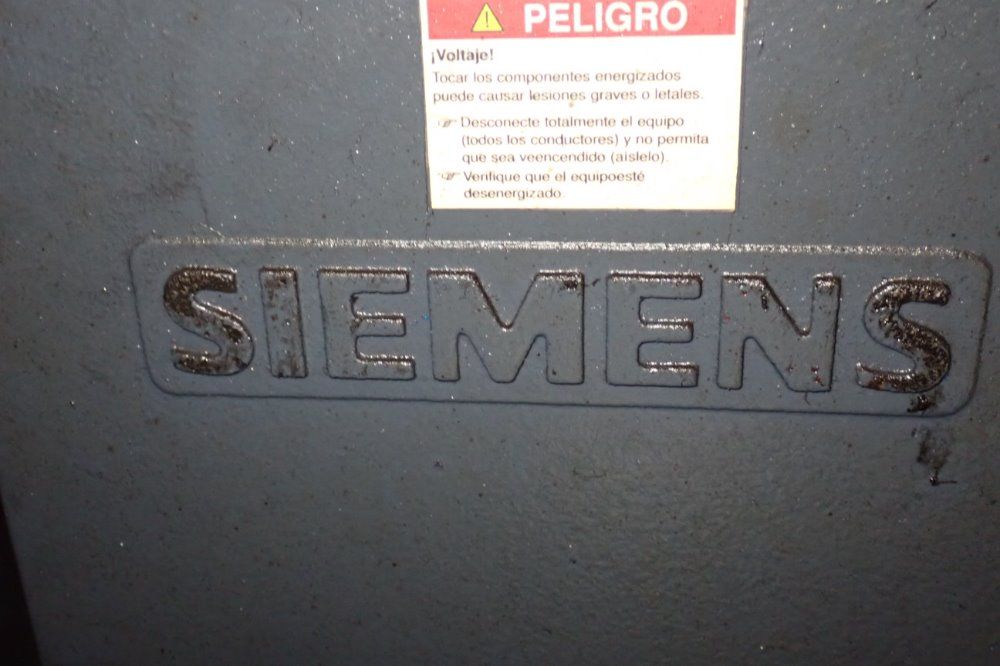 PELIGRO
¡Voltaje!
Tocar los componentes energizados
puede causar lesiones graves o letales.
Desconecte totalmente el equipo
(todos los conductores) y no permita
que sea veencendido (aíslelo).
Verifique que el equipoesté
desenergizado.
SIEMENS